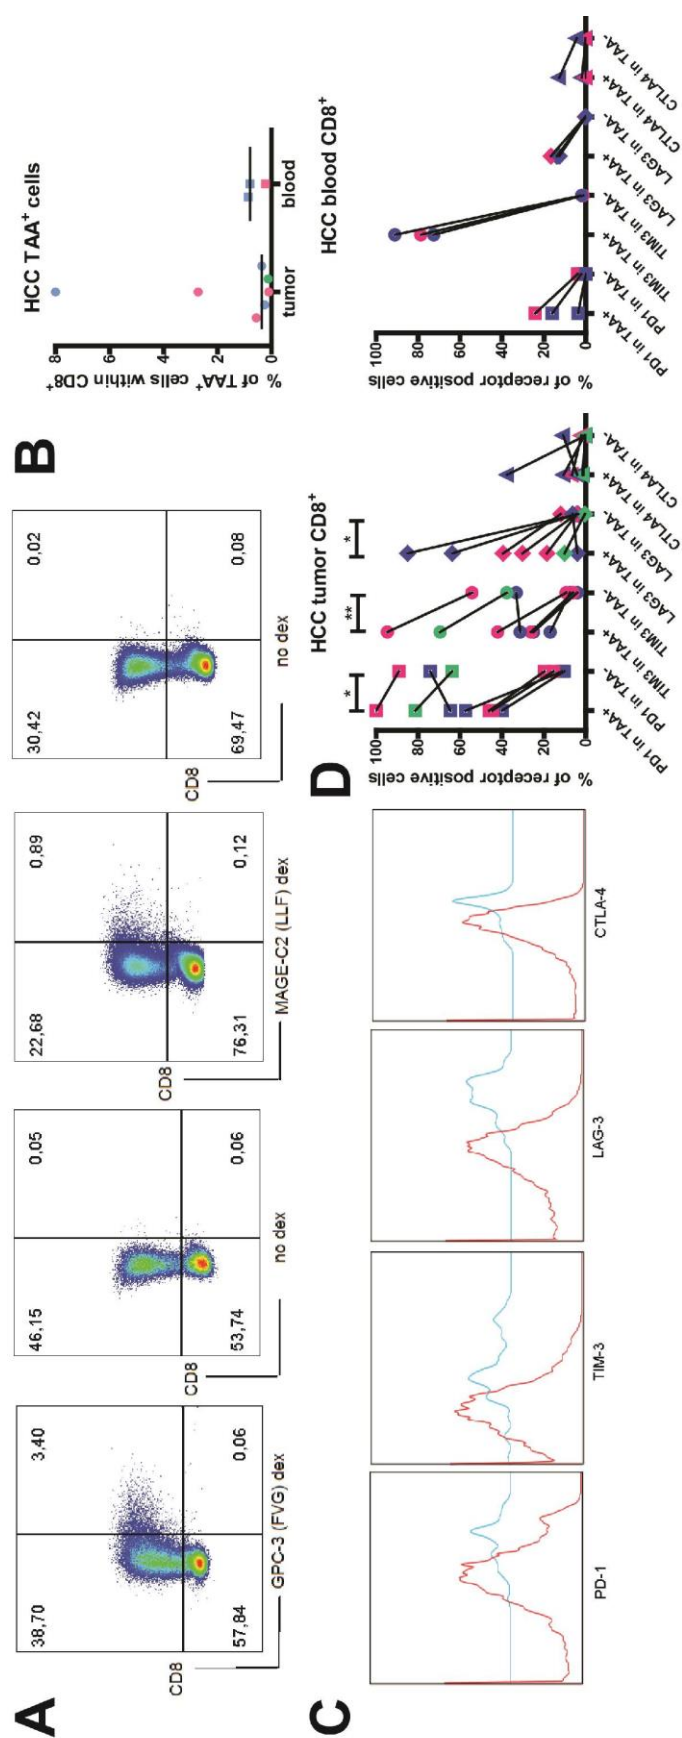 A
38,70
3,40
57,84
0,06
CD8
GPC-3 (FVG) dex
46,15
0,05
53,74
0,06
CD8
no dex
22,68
0,89
76,31
0,12
CD8
MAGE-C2 (LLF) dex
30,42
0,02
69,47
0,08
CD8
no dex
B
HCC TAA+ cells
% of TAA+ cells within CD8+
8
6
4
2
0
tumor
blood
C
PD-1
TIM-3
LAG-3
CTLA-4
D
HCC tumor CD8+
% of receptor positive cells
100
80
60
40
20
0
*
**
*
PD1 in TAA+
PD1 in TAA-
TIM3 in TAA+
TIM3 in TAA-
LAG3 in TAA+
LAG3 in TAA-
CTLA4 in TAA+
CTLA4 in TAA-
HCC blood CD8+
% of receptor positive cells
100
80
60
40
20
0
PD1 in TAA+
PD1 in TAA-
TIM3 in TAA+
TIM3 in TAA-
LAG3 in TAA+
LAG3 in TAA-
CTLA4 in TAA+
CTLA4 in TAA-